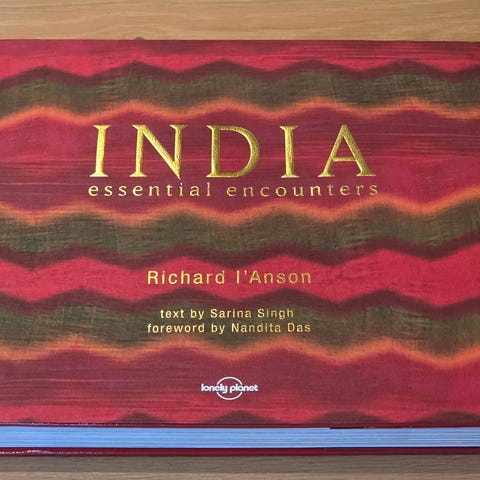 INDIA
essential encounters
Richard I'Anson
text by Sarina Singh
foreword by Nandita Das
lonely planet